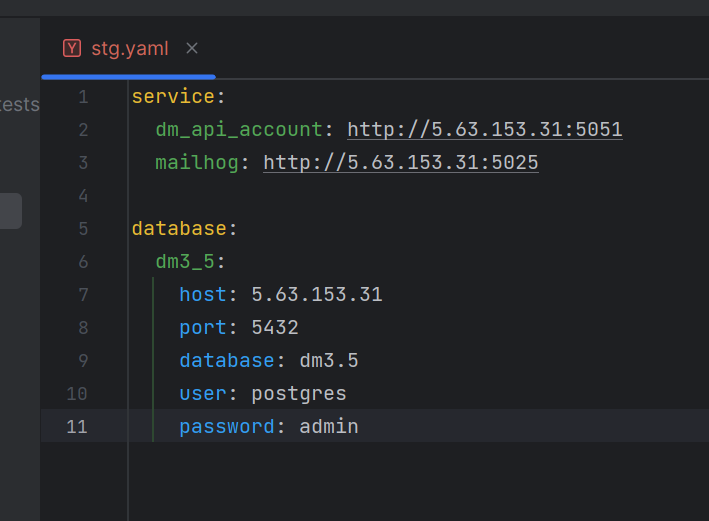 tests
Y stg.yaml ×
1 service:
2 dm_api_account: http://5.63.153.31:5051
3 mailhog: http://5.63.153.31:5025
4
5 database:
6 dm3_5:
7 host: 5.63.153.31
8 port: 5432
9 database: dm3.5
10 user: postgres
11 password: admin